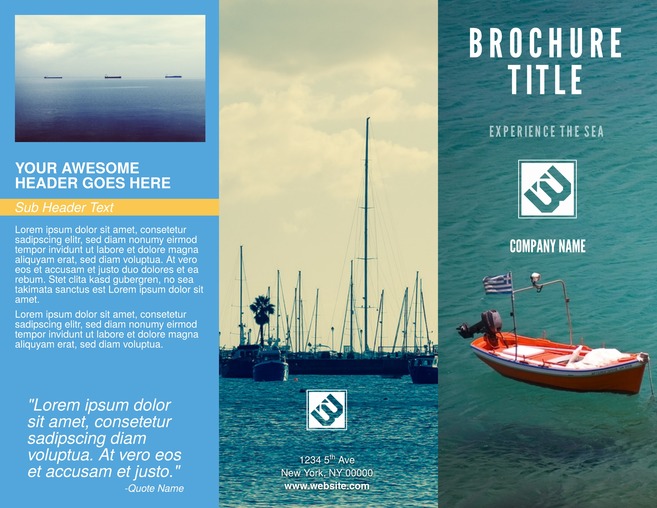 YOUR AWESOME
HEADER GOES HERE
Sub Header Text
Lorem ipsum dolor sit amet, consetetur
sadipscing elitr, sed diam nonumy eirmod
tempor invidunt ut labore et dolore magna
aliquyam erat, sed diam voluptua. At vero
eos et accusam et justo duo dolores et ea
rebum. Stet clita kasd gubergren, no sea
takimata sanctus est Lorem ipsum dolor sit
amet.
Lorem ipsum dolor sit amet, consetetur
sadipscing elitr, sed diam nonumy eirmod
tempor invidunt ut labore et dolore magna
aliquyam erat, sed diam voluptua.
"Lorem ipsum dolor
sit amet, consetetur
sadipscing diam
voluptua. At vero eos
et accusam et justo."
-Quote Name
1234 5th Ave
New York, NY 00000
www.website.com
BROCHURE
TITLE
EXPERIENCE THE SEA
COMPANY NAME